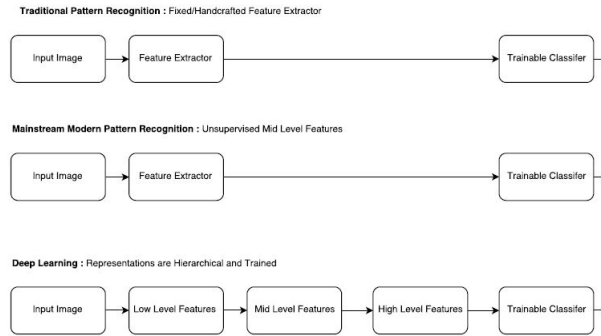 Traditional Pattern Recognition : Fixed/Handcrafted Feature Extractor
Input Image Feature Extractor Trainable Classifer
Mainstream Modern Pattern Recognition : Unsupervised Mid Level Features
Input Image Feature Extractor Trainable Classifer
Deep Learning : Representations are Hierarchical and Trained
Input Image Low Level Features Mid Level Features High Level Features Trainable Classifer